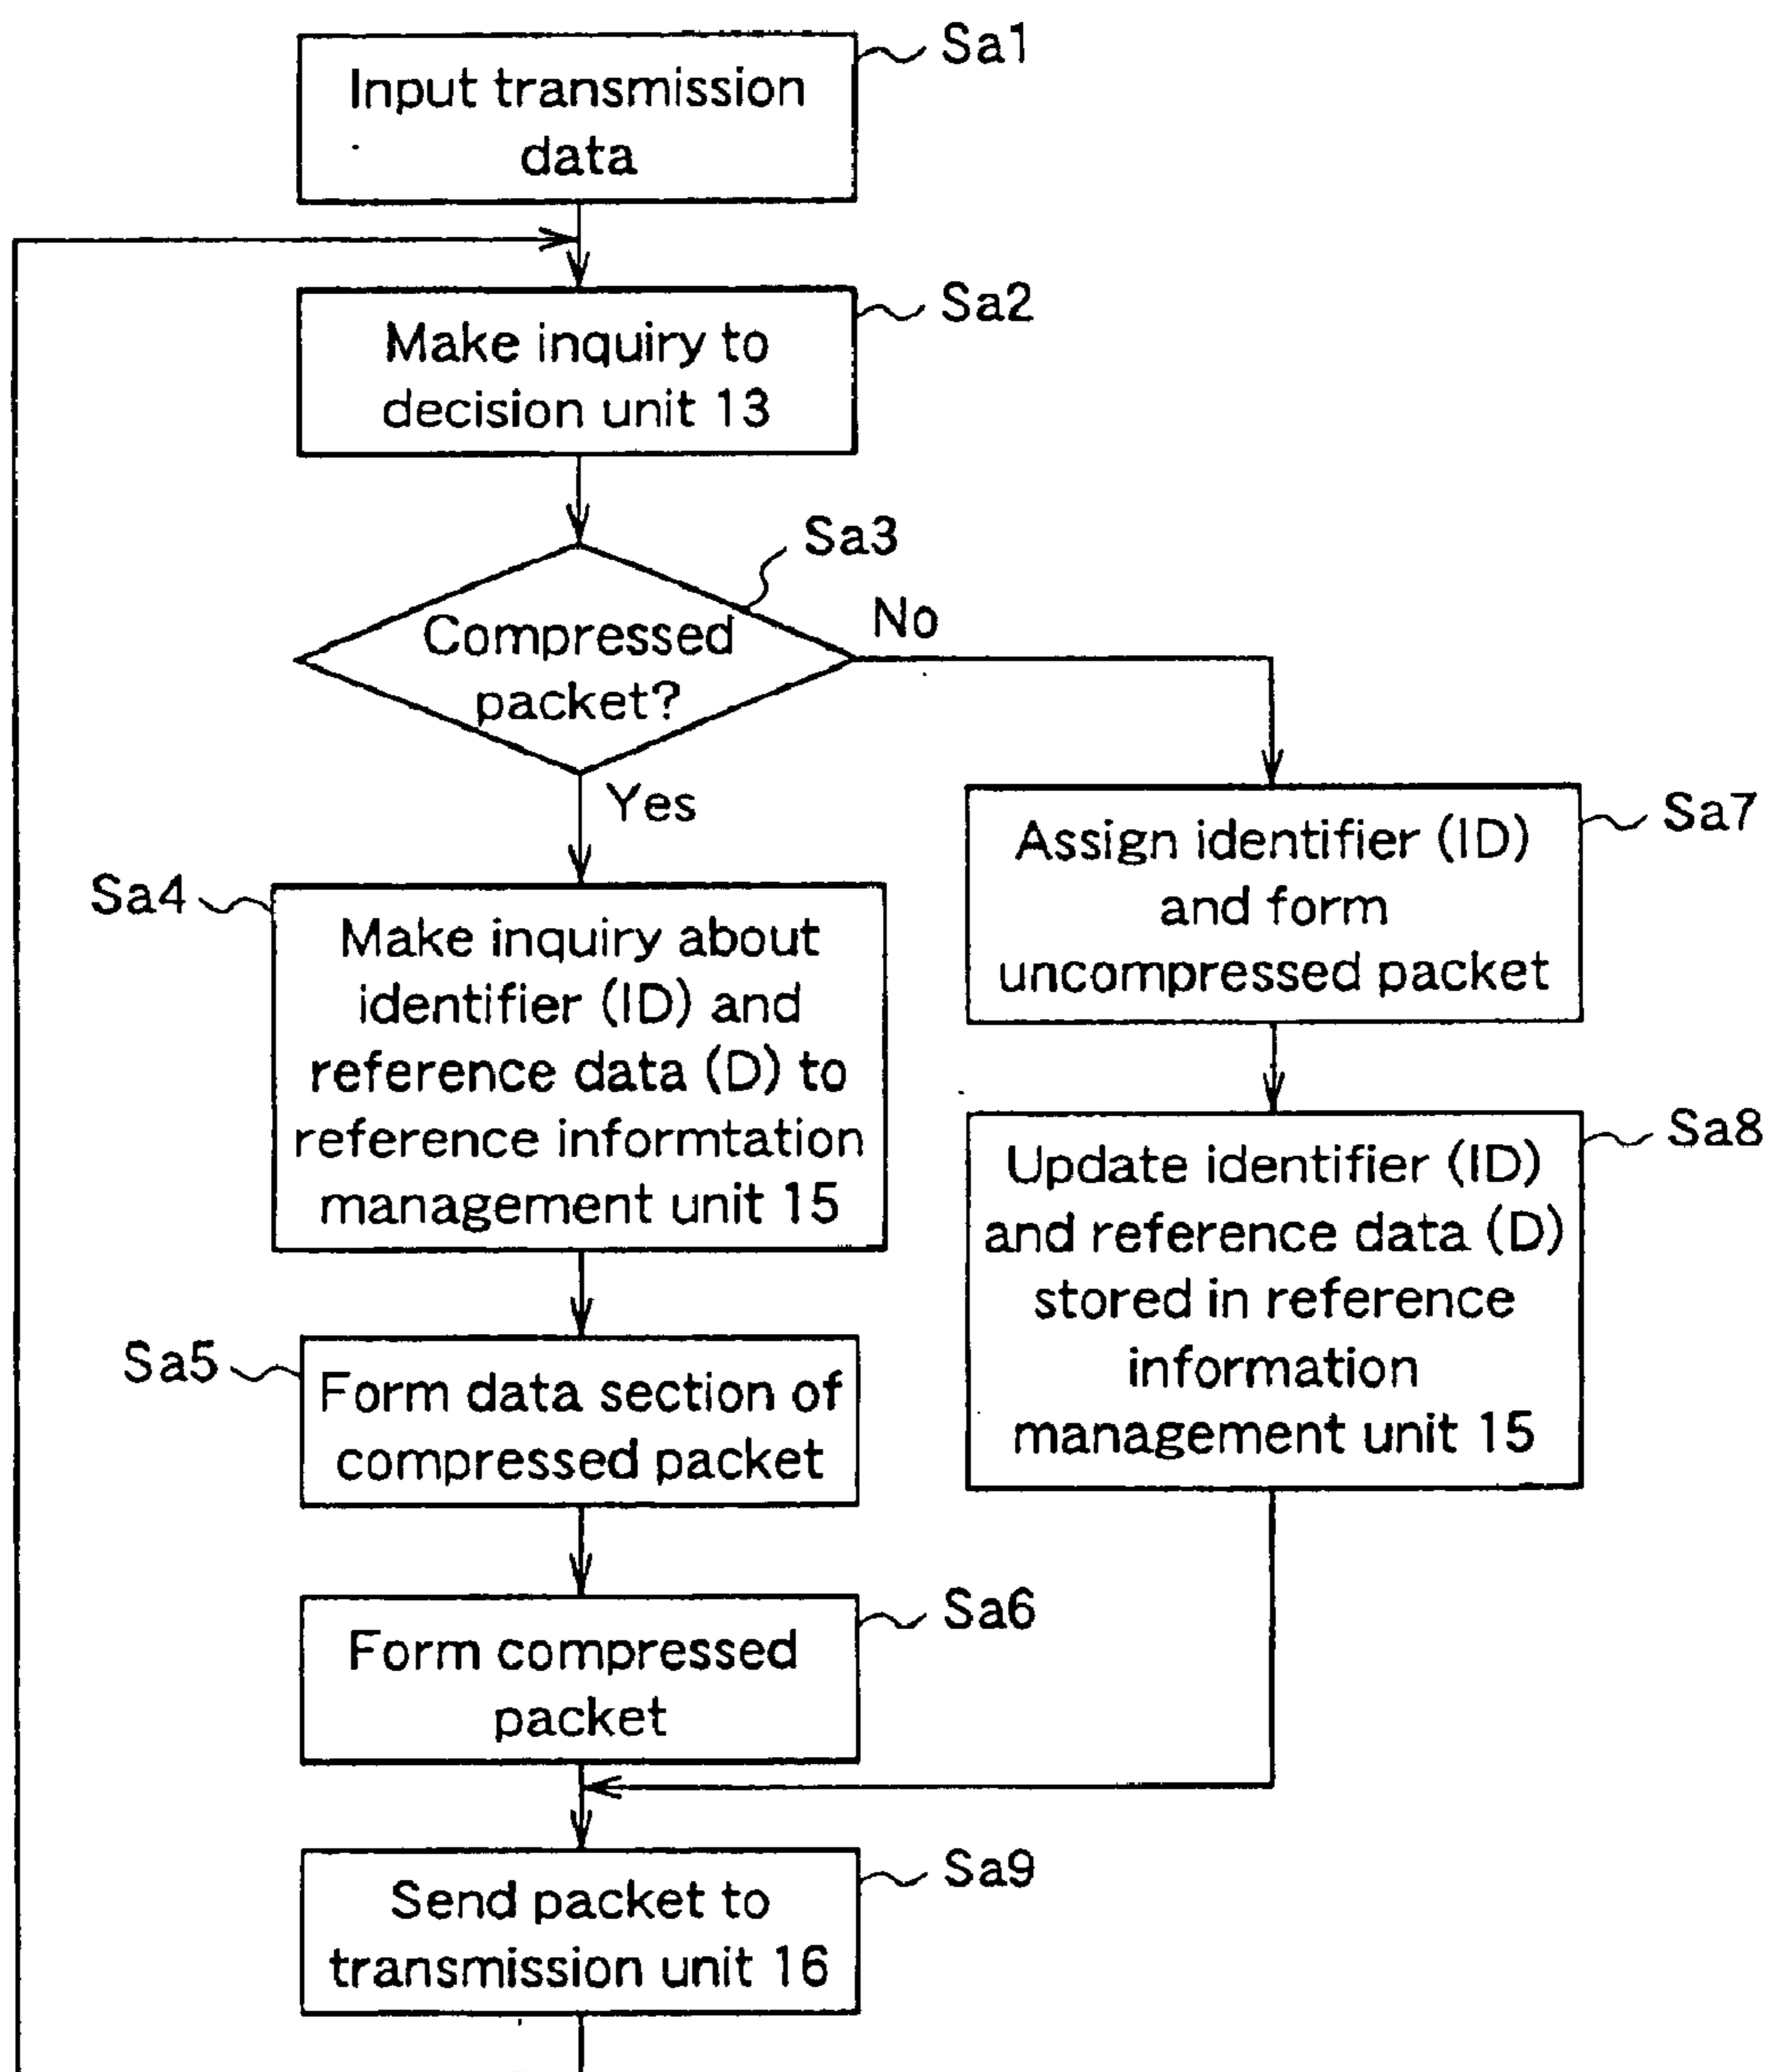 Sa1
Input transmission
data
Sa2
Make inquiry to
decision unit 13
Sa3
Compressed
packet?
No
Yes
Sa4
Make inquiry about
identifier (ID) and
reference data (D) to
reference informtation
management unit 15
Sa7
Assign identifier (ID)
and form
uncompressed packet
Sa8
Update identifier (ID)
and reference data (D)
stored in reference
information
management unit 15
Sa5
Form data section of
compressed packet
Sa6
Form compressed
packet
Sa9
Send packet to
transmission unit 16